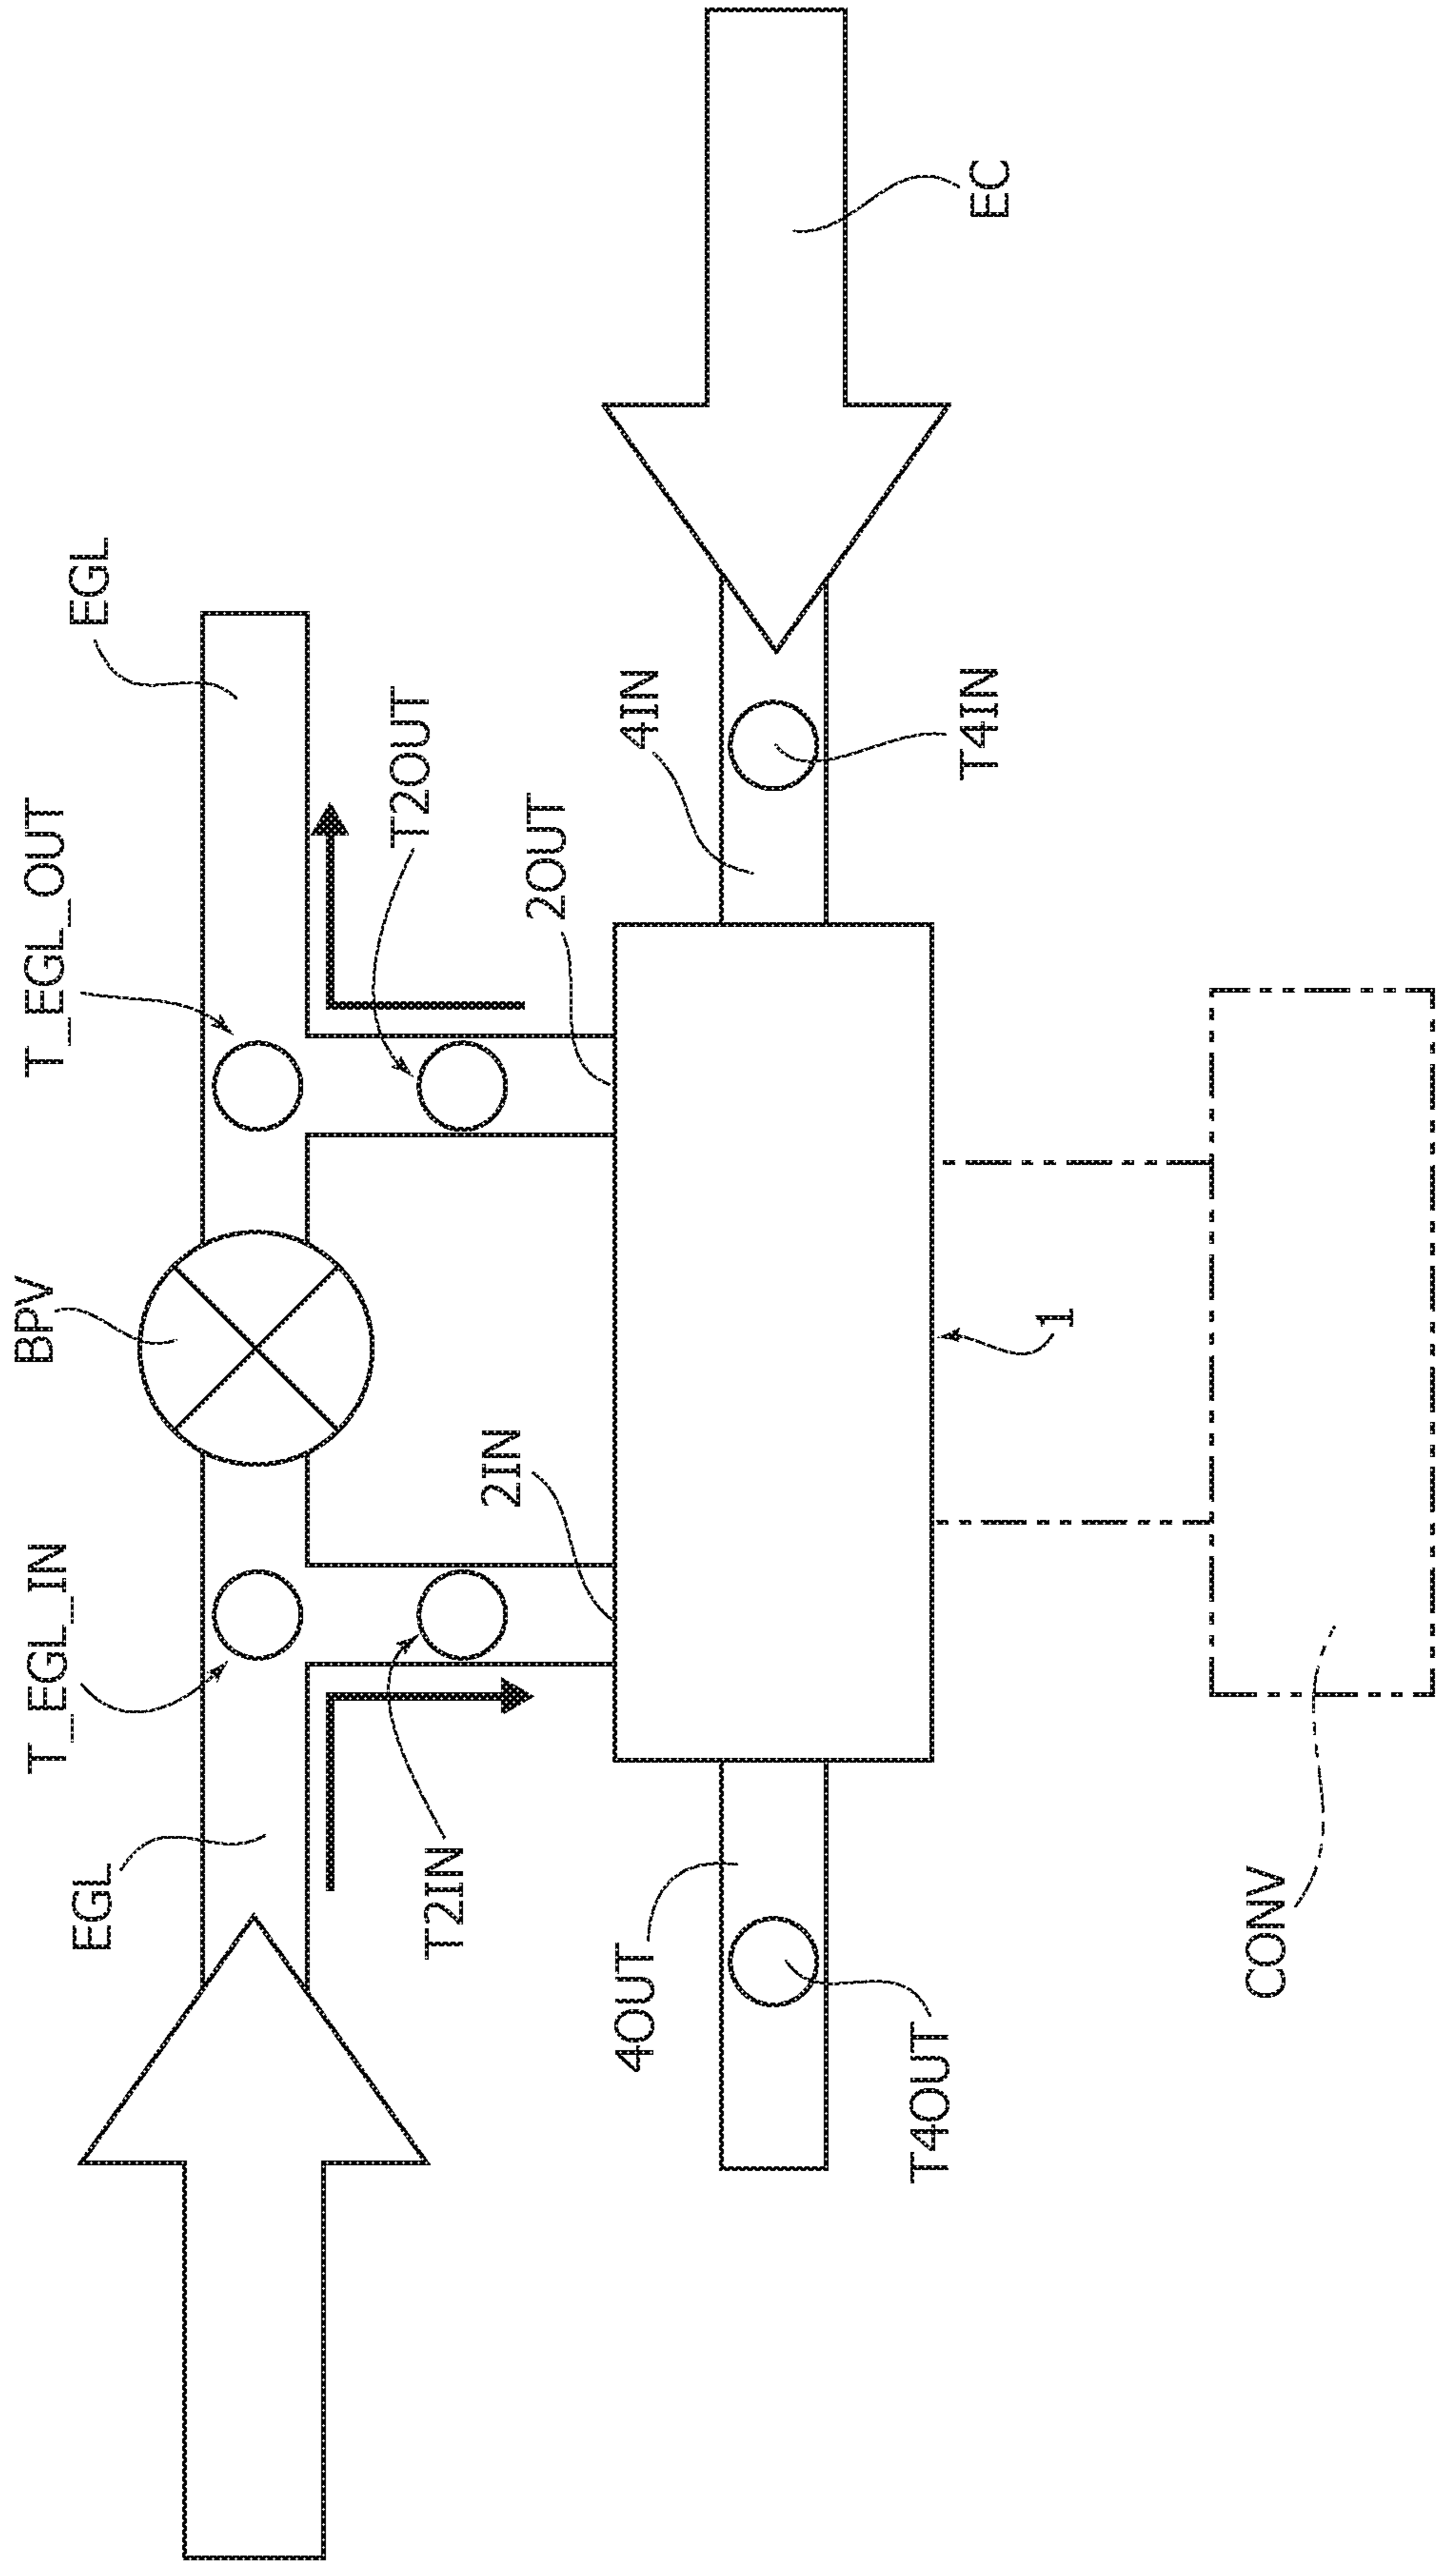 T_EGL_IN
BPV
T_EGL_OUT
EGL
EGL
T2IN
2IN
T2OUT
2OUT
4OUT
4IN
T4OUT
1
T4IN
EC
CONV